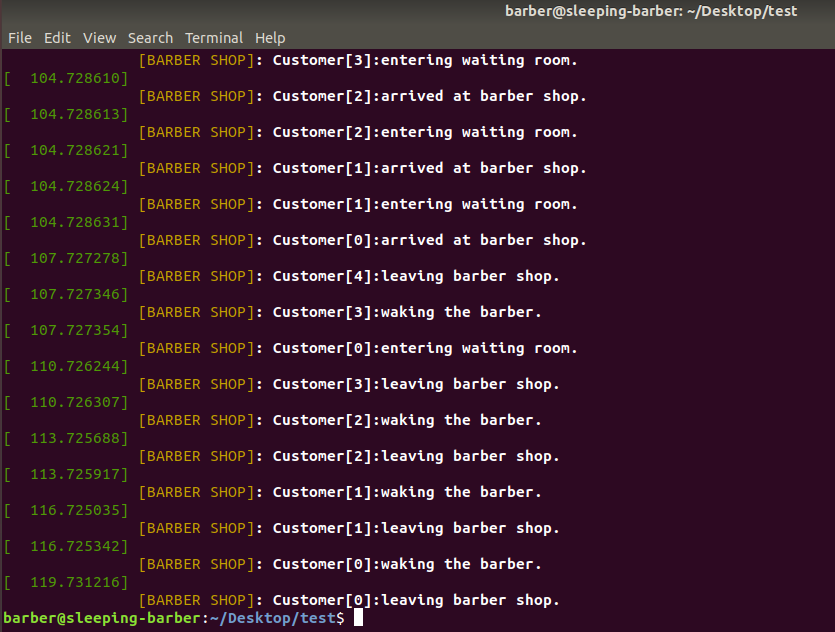 barber@sleeping-barber: ~/Desktop/test
File Edit View Search Terminal Help
[BARBER SHOP]: Customer[3]:entering waiting room.
[  104.728610]
[BARBER SHOP]: Customer[2]:arrived at barber shop.
[  104.728613]
[BARBER SHOP]: Customer[2]:entering waiting room.
[  104.728621]
[BARBER SHOP]: Customer[1]:arrived at barber shop.
[  104.728624]
[BARBER SHOP]: Customer[1]:entering waiting room.
[  104.728631]
[BARBER SHOP]: Customer[0]:arrived at barber shop.
[  107.727278]
[BARBER SHOP]: Customer[4]:leaving barber shop.
[  107.727346]
[BARBER SHOP]: Customer[3]:waking the barber.
[  107.727354]
[BARBER SHOP]: Customer[0]:entering waiting room.
[  110.726244]
[BARBER SHOP]: Customer[3]:leaving barber shop.
[  110.726307]
[BARBER SHOP]: Customer[2]:waking the barber.
[  113.725688]
[BARBER SHOP]: Customer[2]:leaving barber shop.
[  113.725917]
[BARBER SHOP]: Customer[1]:waking the barber.
[  116.725035]
[BARBER SHOP]: Customer[1]:leaving barber shop.
[  116.725342]
[BARBER SHOP]: Customer[0]:waking the barber.
[  119.731216]
[BARBER SHOP]: Customer[0]:leaving barber shop.
barber@sleeping-barber:~/Desktop/test$